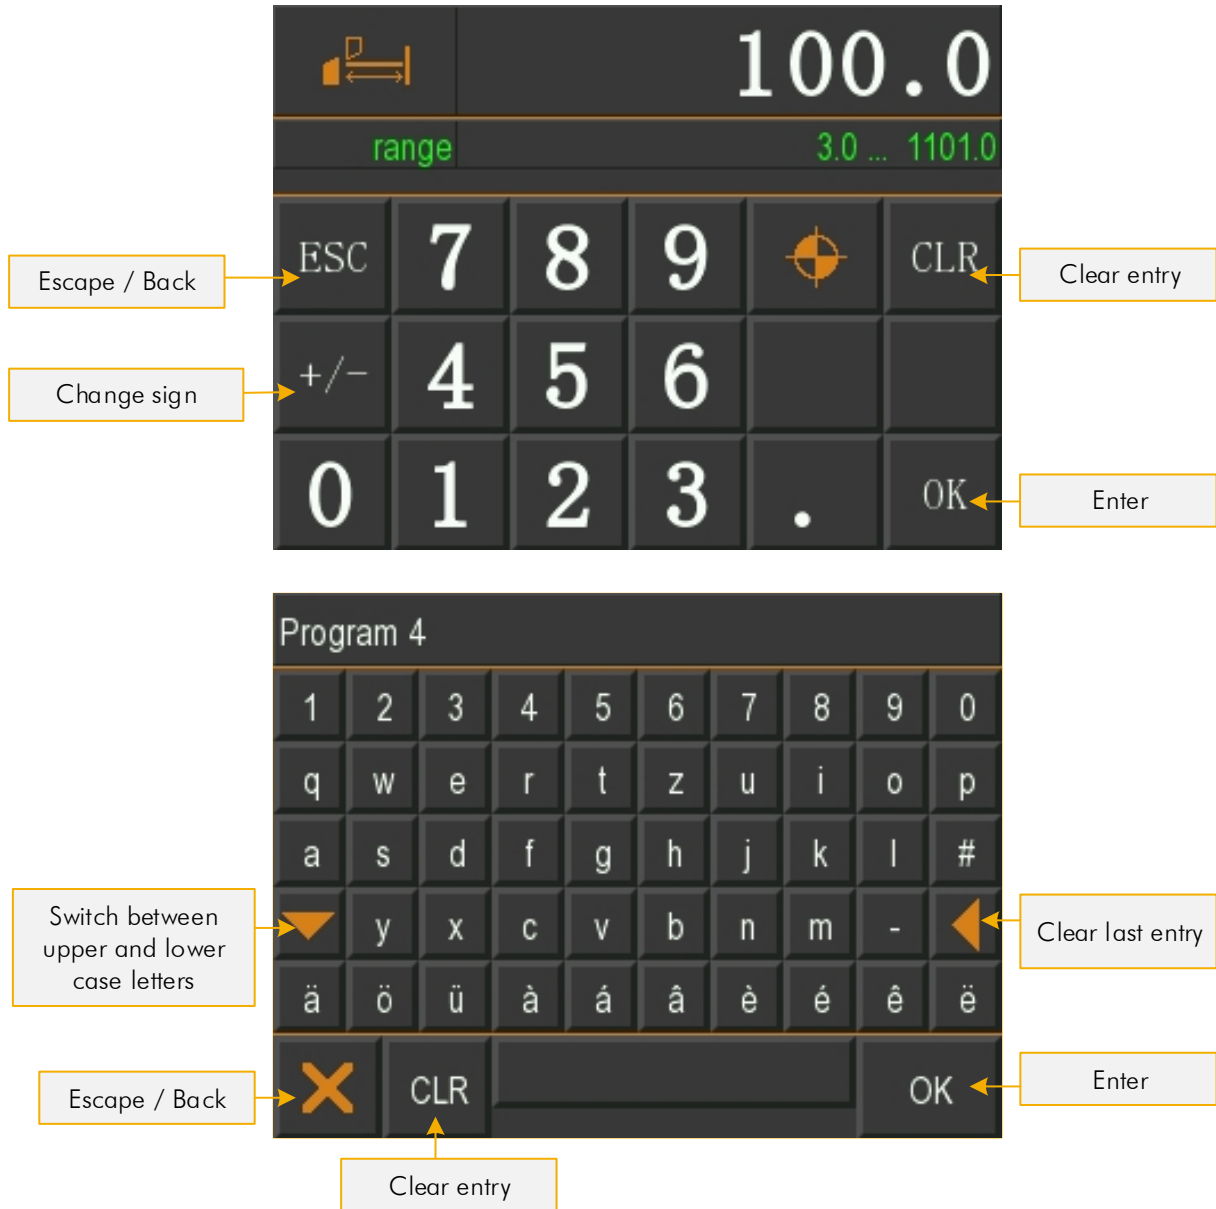 100.0
range 3.0 ... 1101.0
ESC 7 8 9 CLR
Escape / Back
Clear entry
+/- 4 5 6
Change sign
0 1 2 3 . OK
Enter
Program 4
1 2 3 4 5 6 7 8 9 0
q w e r t z u i o p
a s d f g h j k l #
Switch between
upper and lower
case letters
y x c v b n m -
Clear last entry
ä ö ü à á â è é ê ë
Escape / Back
CLR OK
Enter
Clear entry